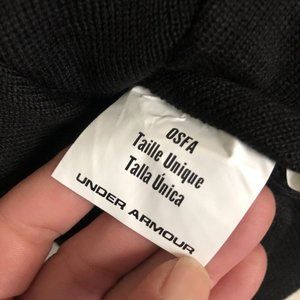 OSFA
Taille Unique
Talla Única
UNDER ARMOUR